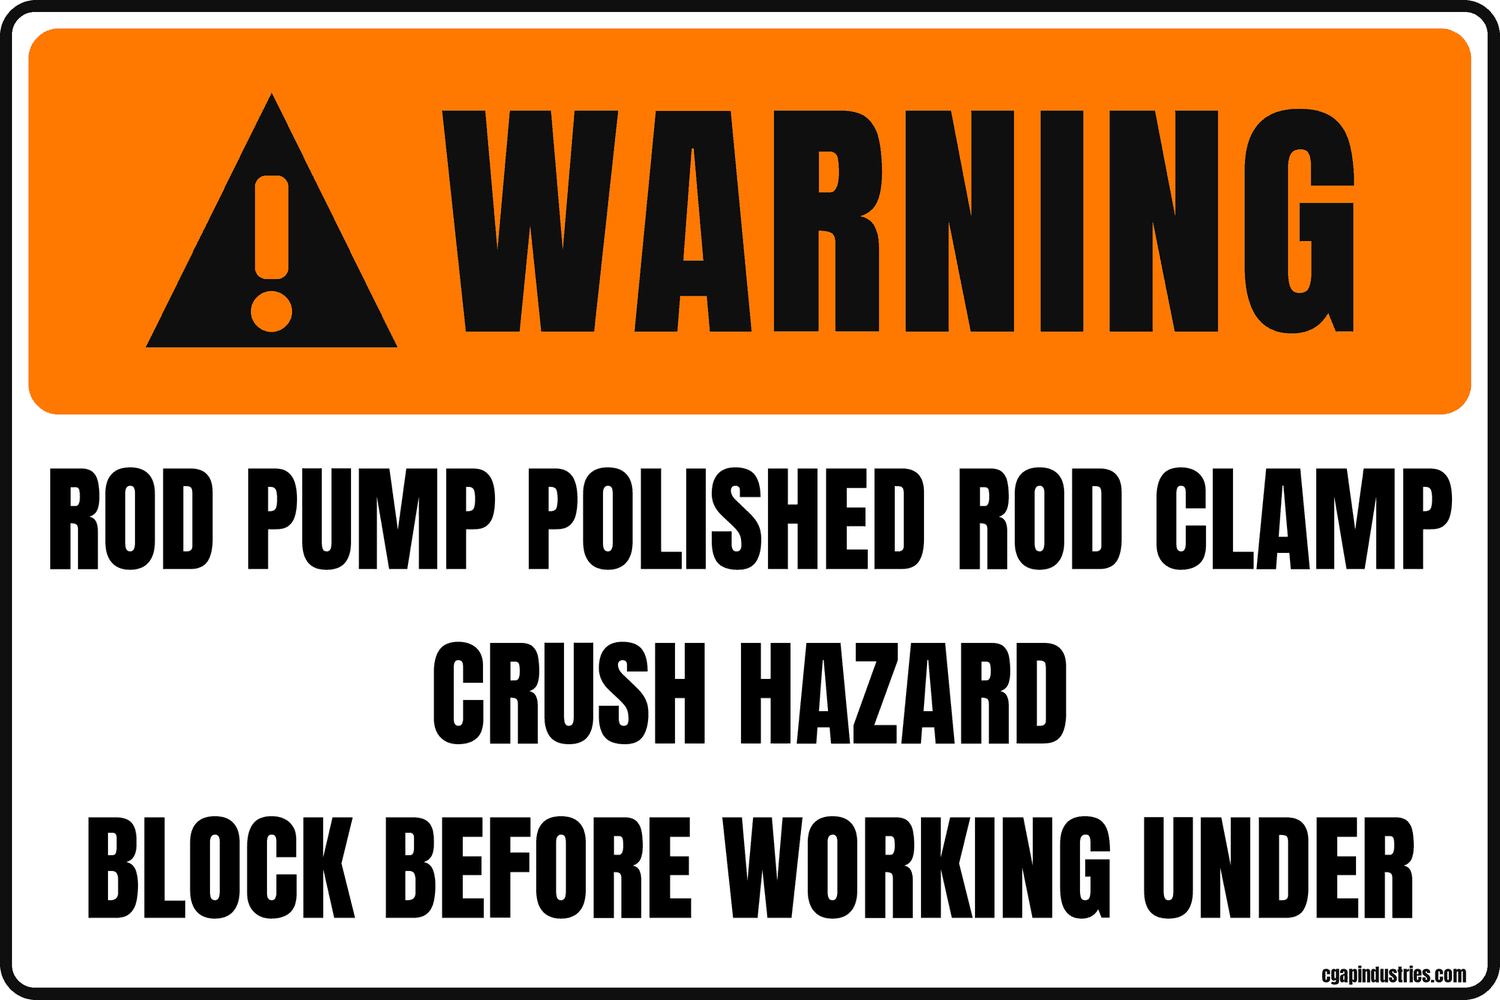 WARNING
ROD PUMP POLISHED ROD CLAMP
CRUSH HAZARD
BLOCK BEFORE WORKING UNDER
cgapindustries.com